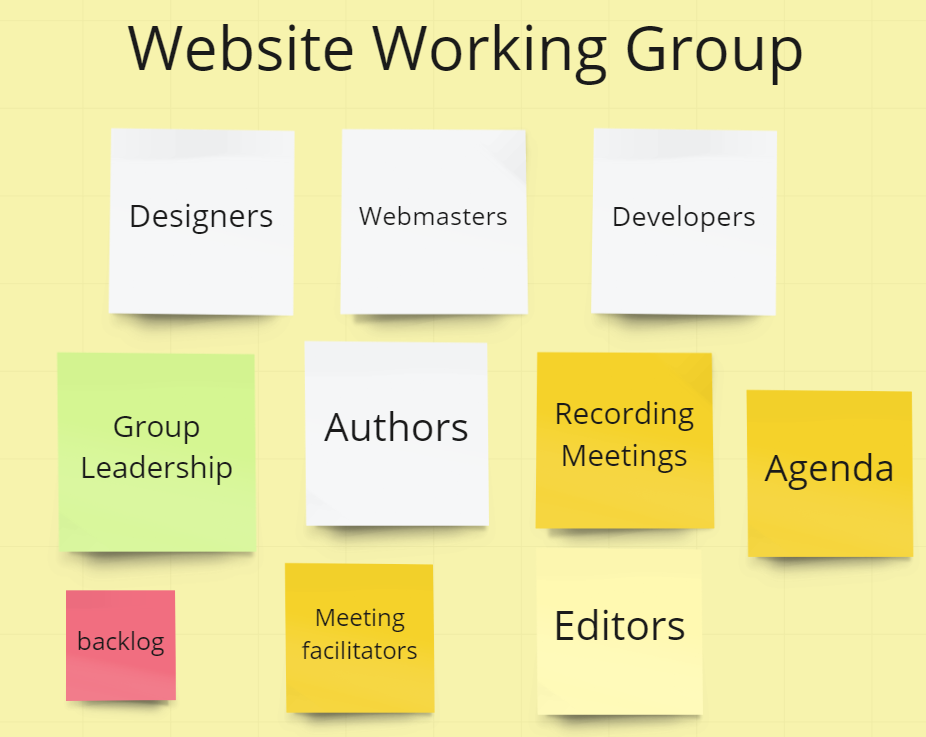 Website Working Group
Designers
Webmasters
Developers
Group
Leadership
Authors
Recording
Meetings
Agenda
backlog
Meeting
facilitators
Editors